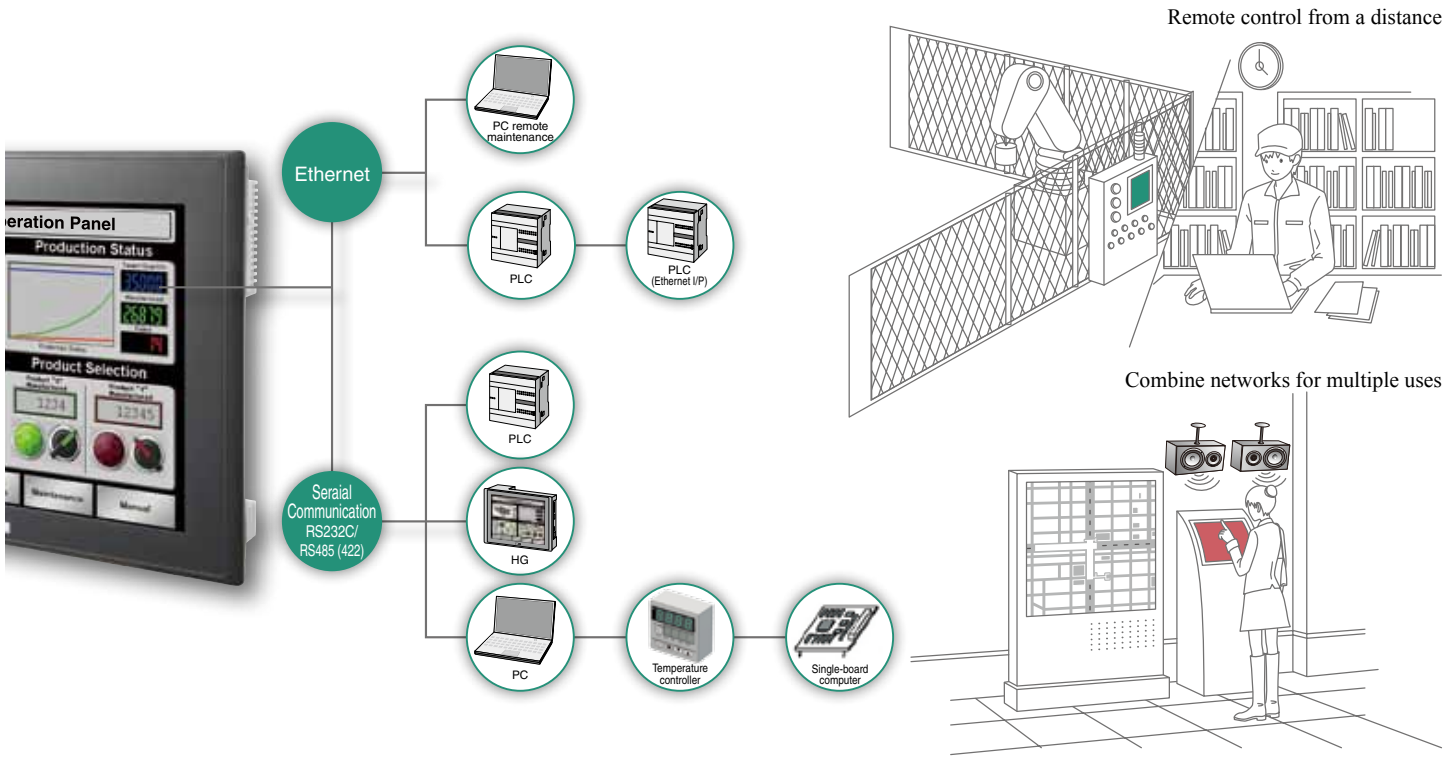 Remote control from a distance
PC remote
maintenance
Ethernet
PLC
PLC
(Ethernet I/P)
eration Panel
Production Status
35000
26879
14
Product Selection
1234
12345
Maintenance
Manual
PLC
Seraial
Communication
RS232C/
RS485 (422)
HG
PC
Temperature
controller
Single-board
computer
Combine networks for multiple uses